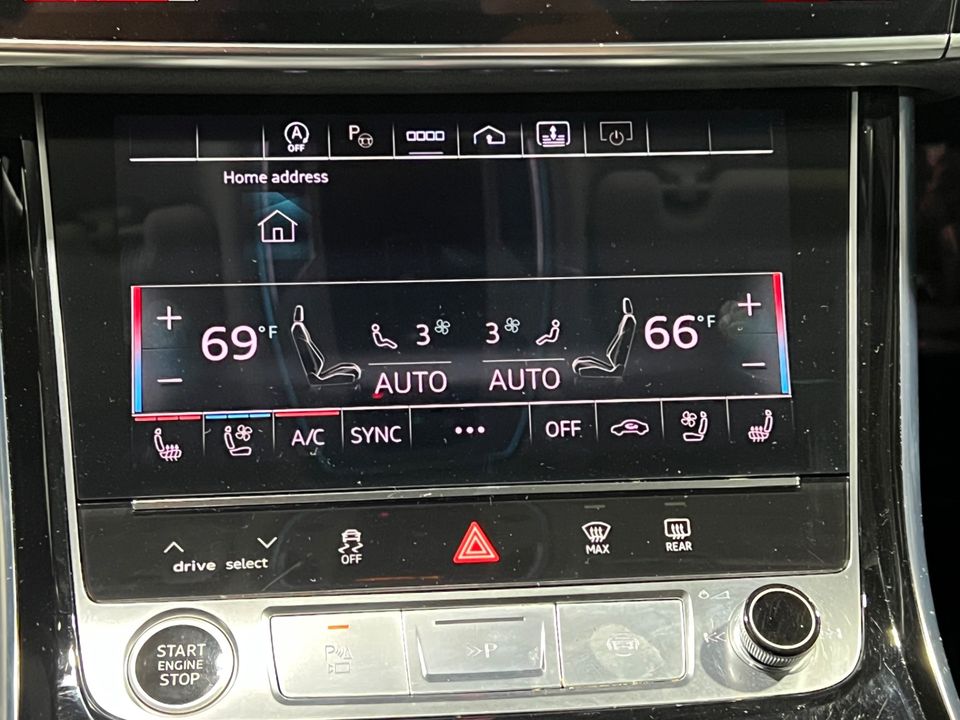 A
OFF
P
Home address
+ 69°F 3 3 66°F +
− AUTO AUTO −
A/C SYNC ••• OFF
drive select
OFF
MAX
REAR
START
ENGINE
STOP
P
>>P